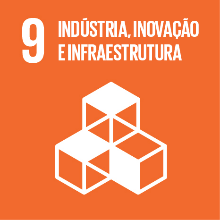 9 INDÚSTRIA, INOVAÇÃO
E INFRAESTRUTURA